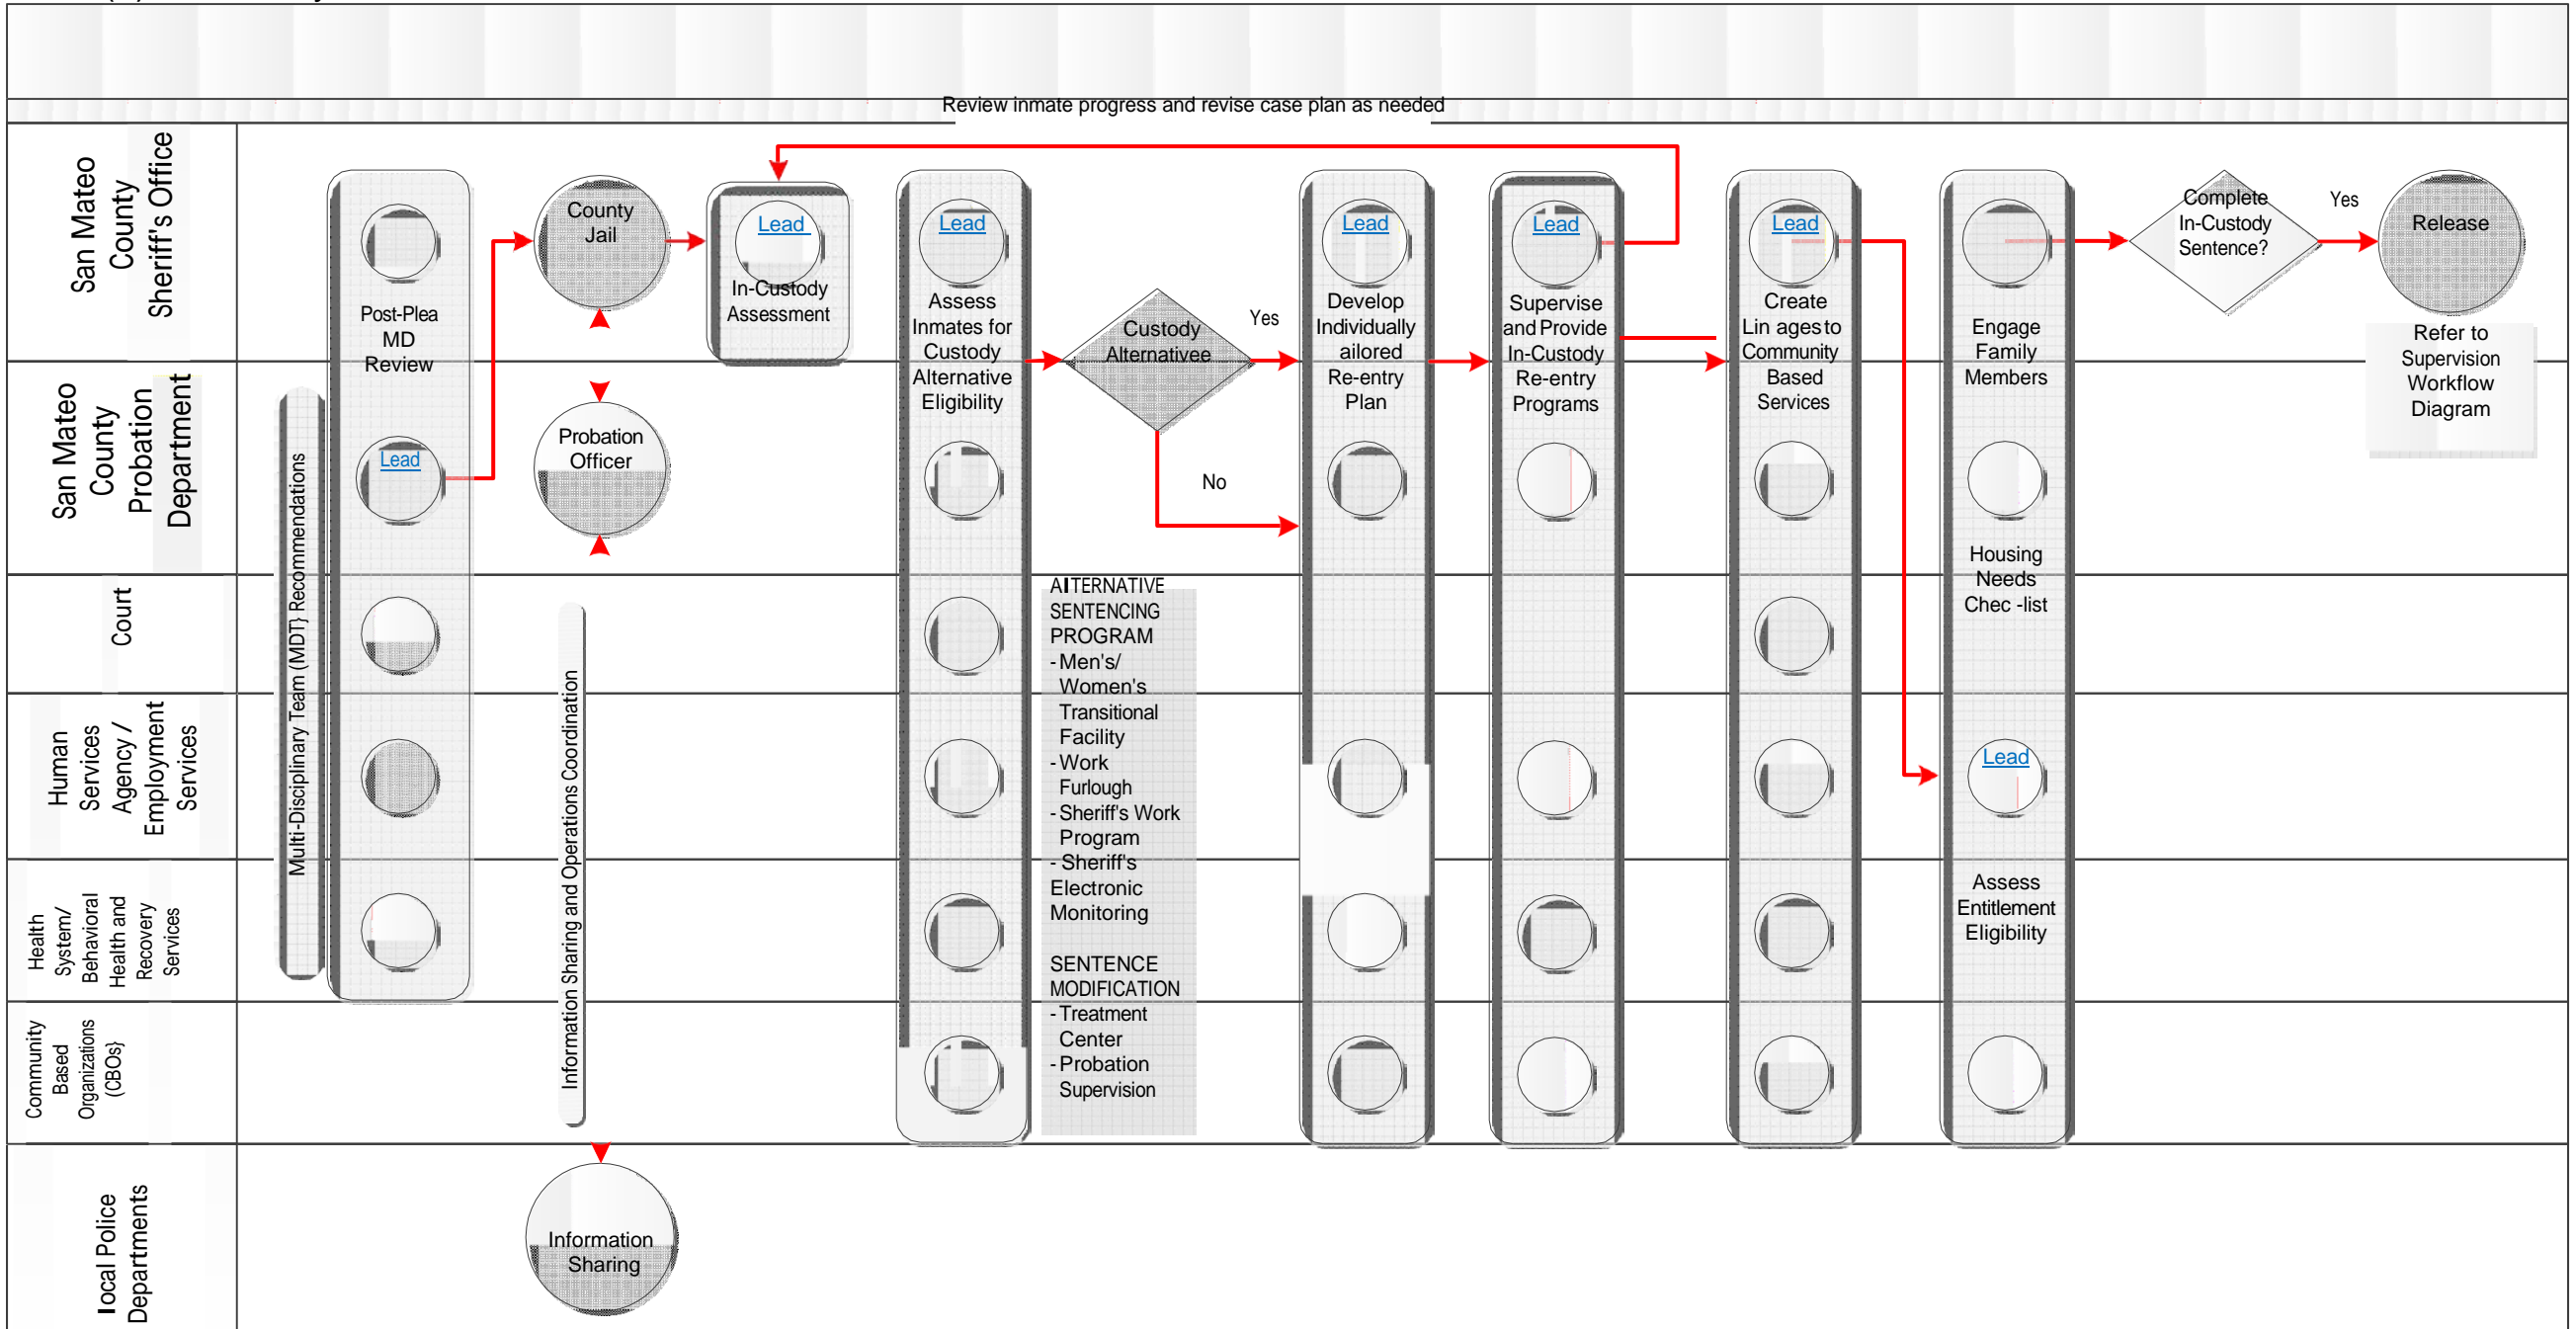 Review inmate progress and revise case plan as needed
San Mateo
County
Sheriff's Office
San Mateo
County
Probation
Department
Court
Human
Services
Agency /
Employment
Services
Health
System/
Behavioral
Health and
Recovery
Services
Community
Based
Organizations
(CBOs}
local Police
Departments
Multi-Disciplinary Team (MDT} Recommendations
Post-Plea
MD
Review
Lead
County
Jail
Probation
Officer
Information Sharing and Operations Coordination
Information
Sharing
Lead
In-Custody
Assessment
Lead
Assess
Inmates for
Custody
Alternative
Eligibility
Custody
Alternativee
Yes
No
AlTERNATIVE
SENTENCING
PROGRAM
- Men's/
Women's
Transitional
Facility
- Work
Furlough
- Sheriff's Work
Program
- Sheriff's
Electronic
Monitoring
SENTENCE
MODIFICATION
- Treatment
Center
- Probation
Supervision
Lead
Develop
Individually
ailored
Re-entry
Plan
Lead
Supervise
and Provide
In-Custody
Re-entry
Programs
Lead
Create
Lin ages to
Community
Based
Services
Engage
Family
Members
Housing
Needs
Chec -list
Lead
Assess
Entitlement
Eligibility
Complete
In-Custody
Sentence?
Yes
Release
Refer to
Supervision
Workflow
Diagram